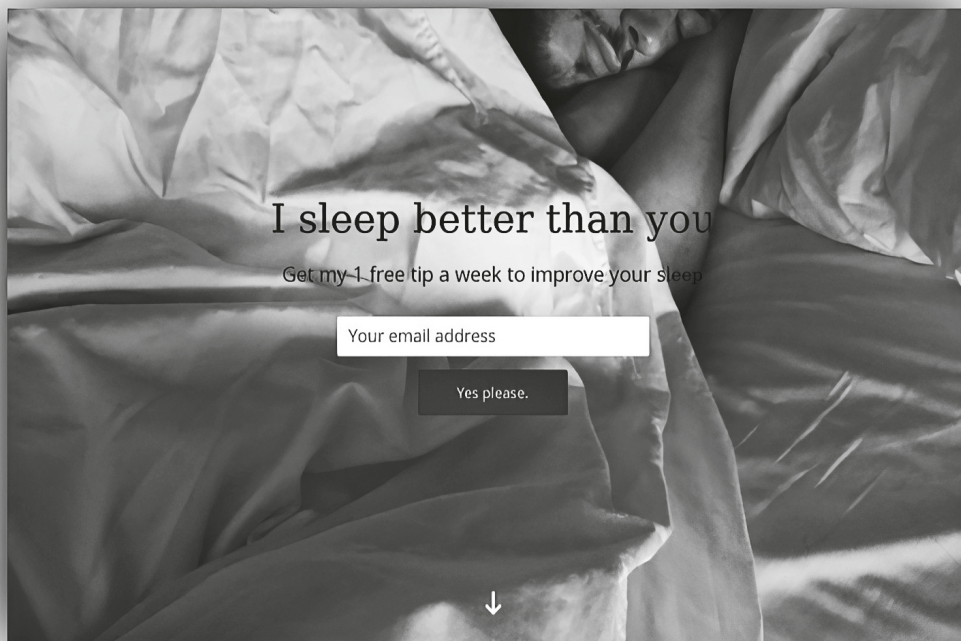 I sleep better than you
Get my 1 free tip a week to improve your sleep
Your email address
Yes please.